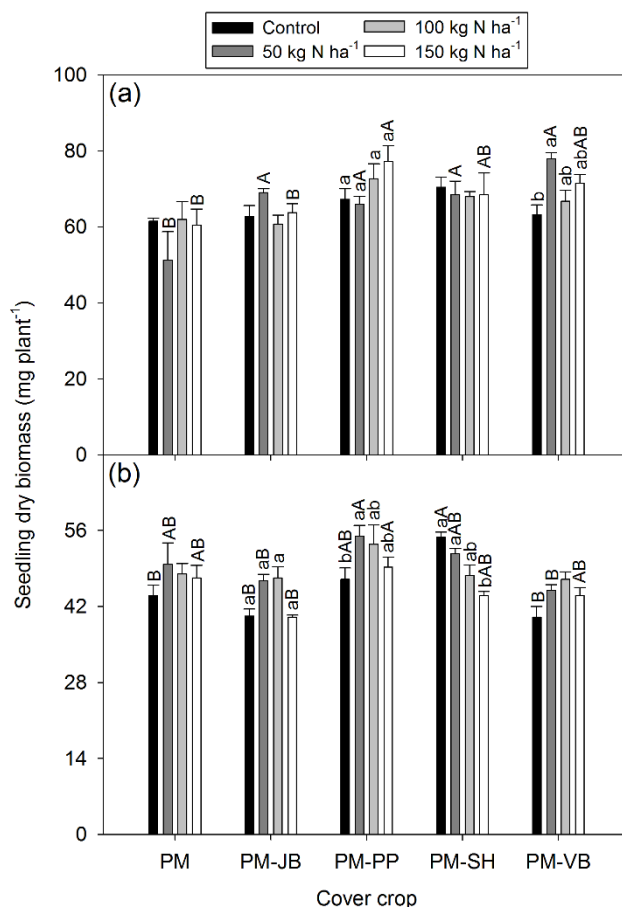 Control
100 kg N ha⁻¹
50 kg N ha⁻¹
150 kg N ha⁻¹
(a)
100
80
60
40
20
0
B
B
A
B
a
aA
a
aA
A
AB
b
aA
ab
abAB
Seedling dry biomass (mg plant⁻¹)
(b)
56
42
28
14
0
B
AB
AB
aB
aB
a
aB
bAB
aA
ab
abA
aA
aAB
ab
bAB
B
B
AB
PM
PM-JB
PM-PP
PM-SH
PM-VB
Cover crop